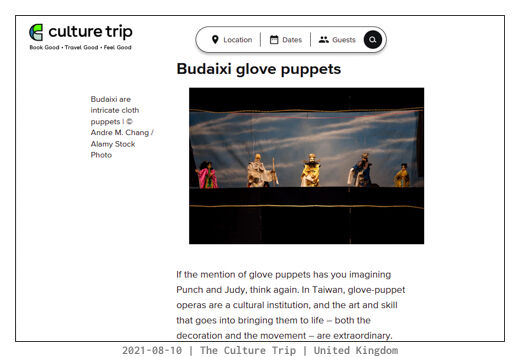 culture trip
Book Good • Travel Good • Feel Good
Location
Dates
Guests
Budaixi glove puppets
Budaixi are
intricate cloth
puppets | ©
Andre M. Chang /
Alamy Stock
Photo
If the mention of glove puppets has you imagining
Punch and Judy, think again. In Taiwan, glove-puppet
operas are a cultural institution, and the art and skill
that goes into bringing them to life – both the
decoration and the movement – are extraordinary.
2021-08-10 | The Culture Trip | United Kingdom